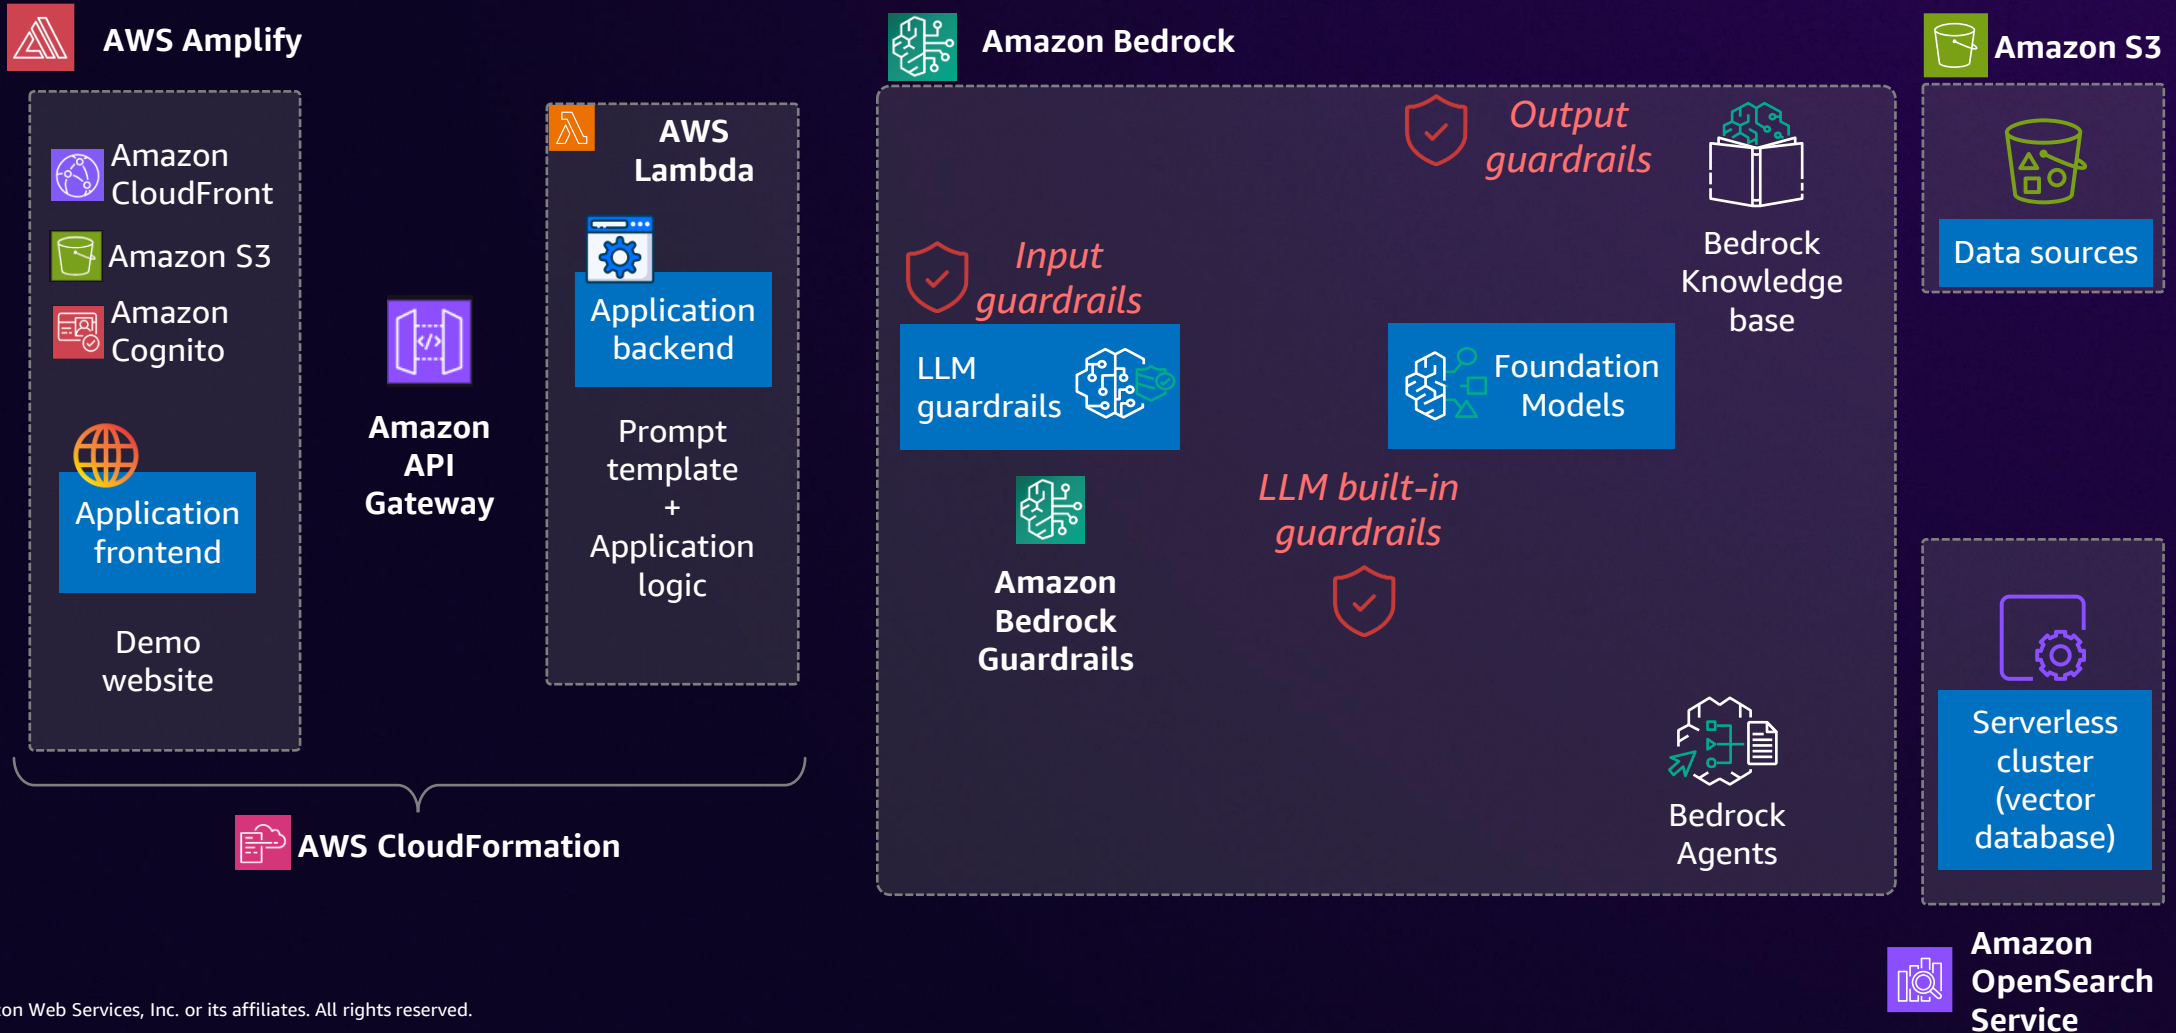 AWS Amplify
Amazon
CloudFront
Amazon S3
Amazon
Cognito
Application
frontend
Demo
website
Amazon
API
Gateway
AWS
Lambda
Application
backend
Prompt
template
+
Application
logic
AWS CloudFormation
Amazon Bedrock
Input
guardrails
LLM
guardrails
Amazon
Bedrock
Guardrails
Output
guardrails
Foundation
Models
LLM built-in
guardrails
Bedrock
Knowledge
base
Bedrock
Agents
Amazon S3
Data sources
Serverless
cluster
(vector
database)
Amazon
OpenSearch
Service
on Web Services, Inc. or its affiliates. All rights reserved.